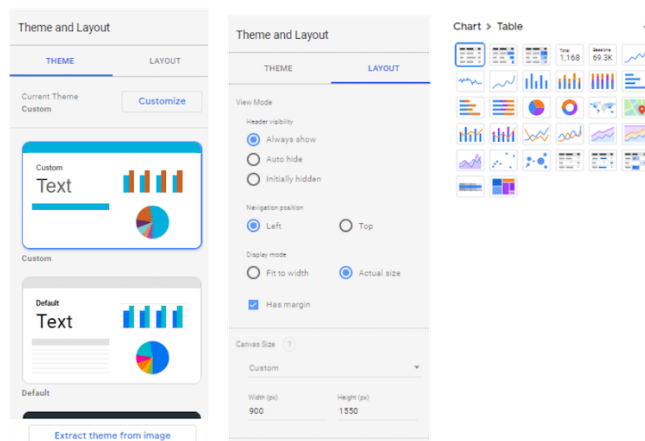 Theme and Layout
THEME
LAYOUT
Current Theme
Custom
Customize
Custom
Text
Custom
Default
Text
Default
Extract theme from image
Theme and Layout
THEME
LAYOUT
View Mode
Header visibility
Always show
Auto hide
Initially hidden
Navigation position
Left
Top
Display mode
Fit to width
Actual size
Has margin
Canvas Size ?
Custom
Width (px)
Height (px)
900
1550
Chart > Table
Total
1,168
Sessions
69.3K